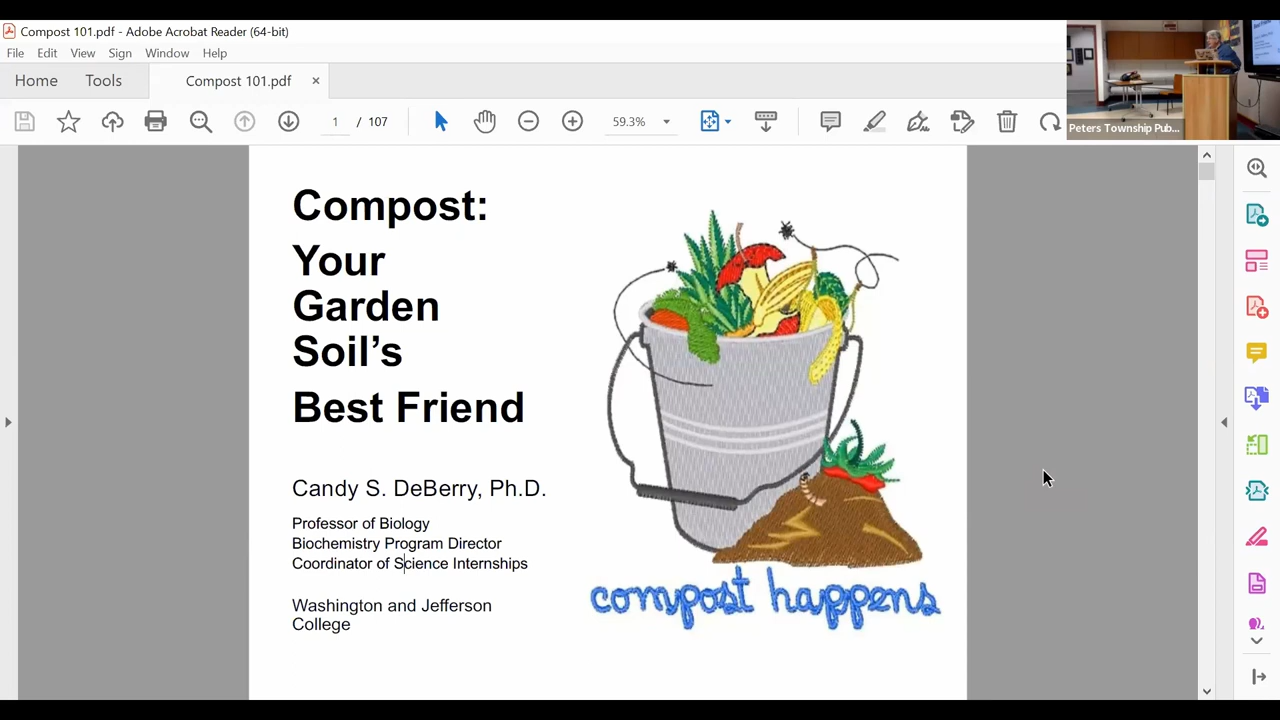 Compost 101.pdf - Adobe Acrobat Reader (64-bit)
File Edit View Sign Window Help
Home Tools Compost 101.pdf ×
1 / 107 59.3%
Peters Township Pub...
Compost:
Your
Garden
Soil’s
Best Friend
Candy S. DeBerry, Ph.D.
Professor of Biology
Biochemistry Program Director
Coordinator of Science Internships
Washington and Jefferson
College
compost happens